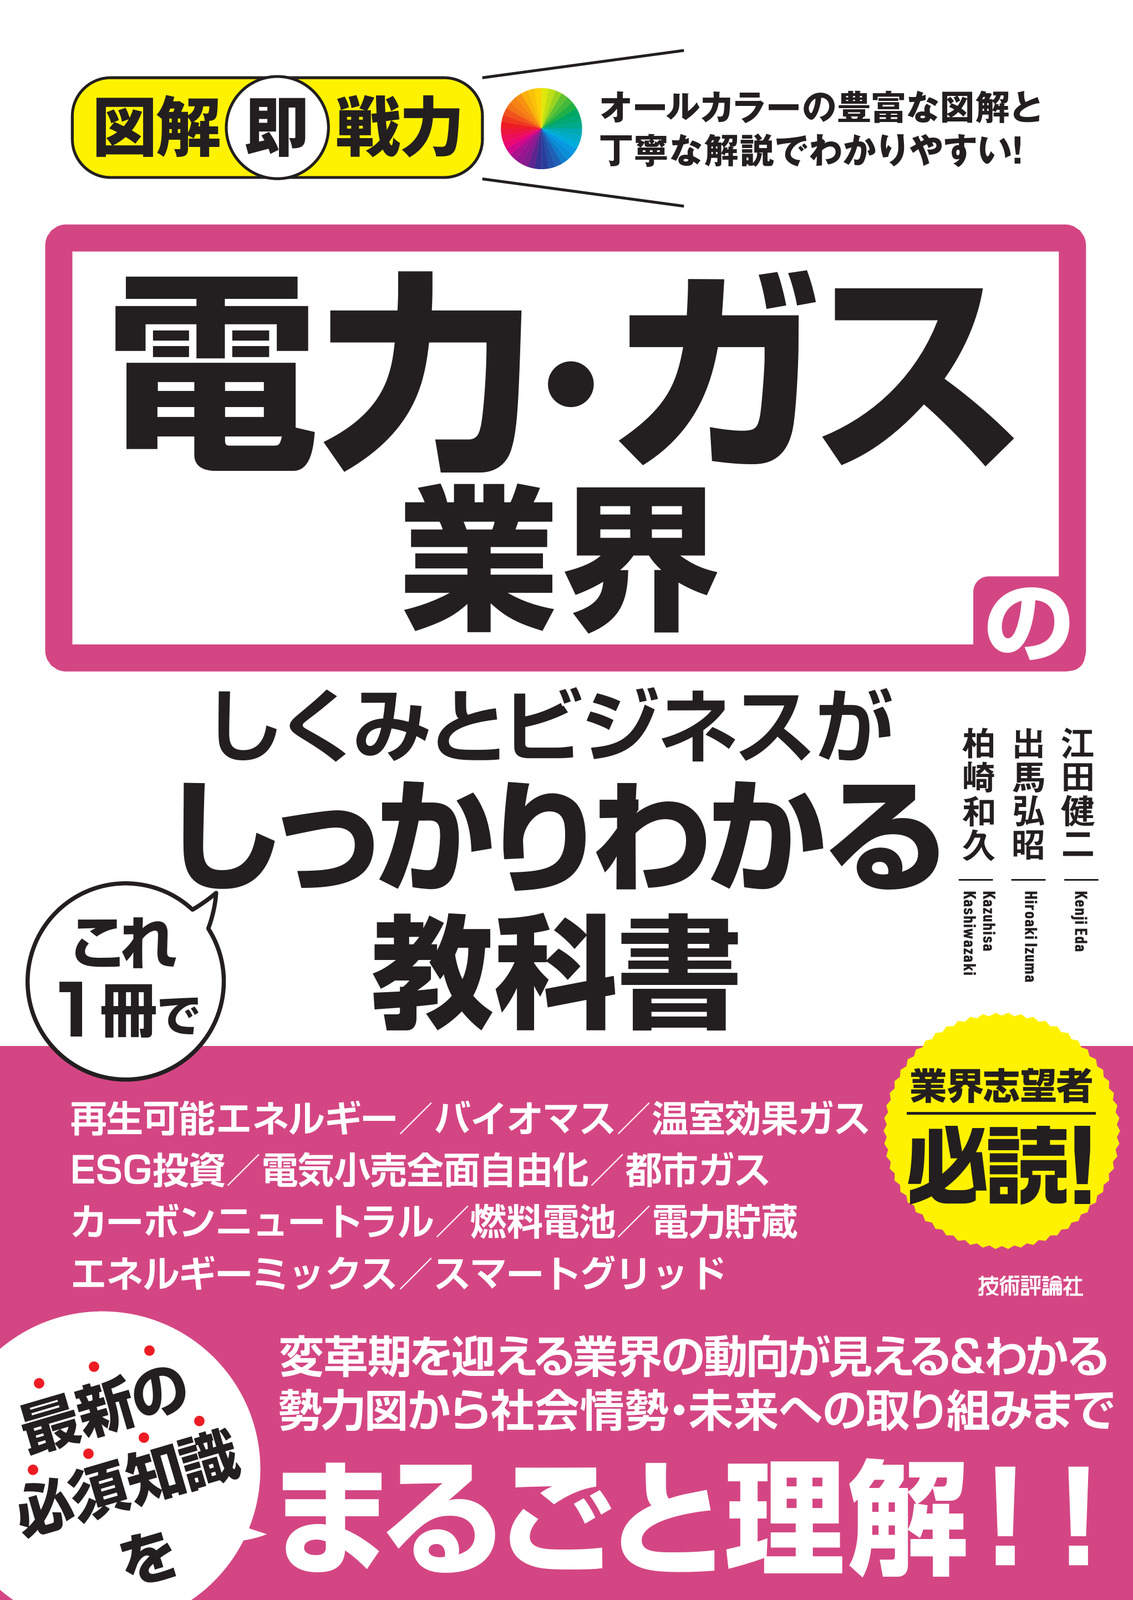 図解即戦力
オールカラーの豊富な図解と
丁寧な解説でわかりやすい!
電力・ガス
業界の
しくみとビジネスが
しっかりわかる
教科書
これ
1冊で
江田健二
Kenji Eda
出馬弘昭
Hiroaki Izuma
柏崎和久
Kazuhisa
Kashiwazaki
業界志望者
必読!
再生可能エネルギー／バイオマス／温室効果ガス
ESG投資／電気小売全面自由化／都市ガス
カーボンニュートラル／燃料電池／電力貯蔵
エネルギーミックス／スマートグリッド
技術評論社
変革期を迎える業界の動向が見える&わかる
勢力図から社会情勢・未来への取り組みまで
最新の
必須知識
を
まるごと理解！！